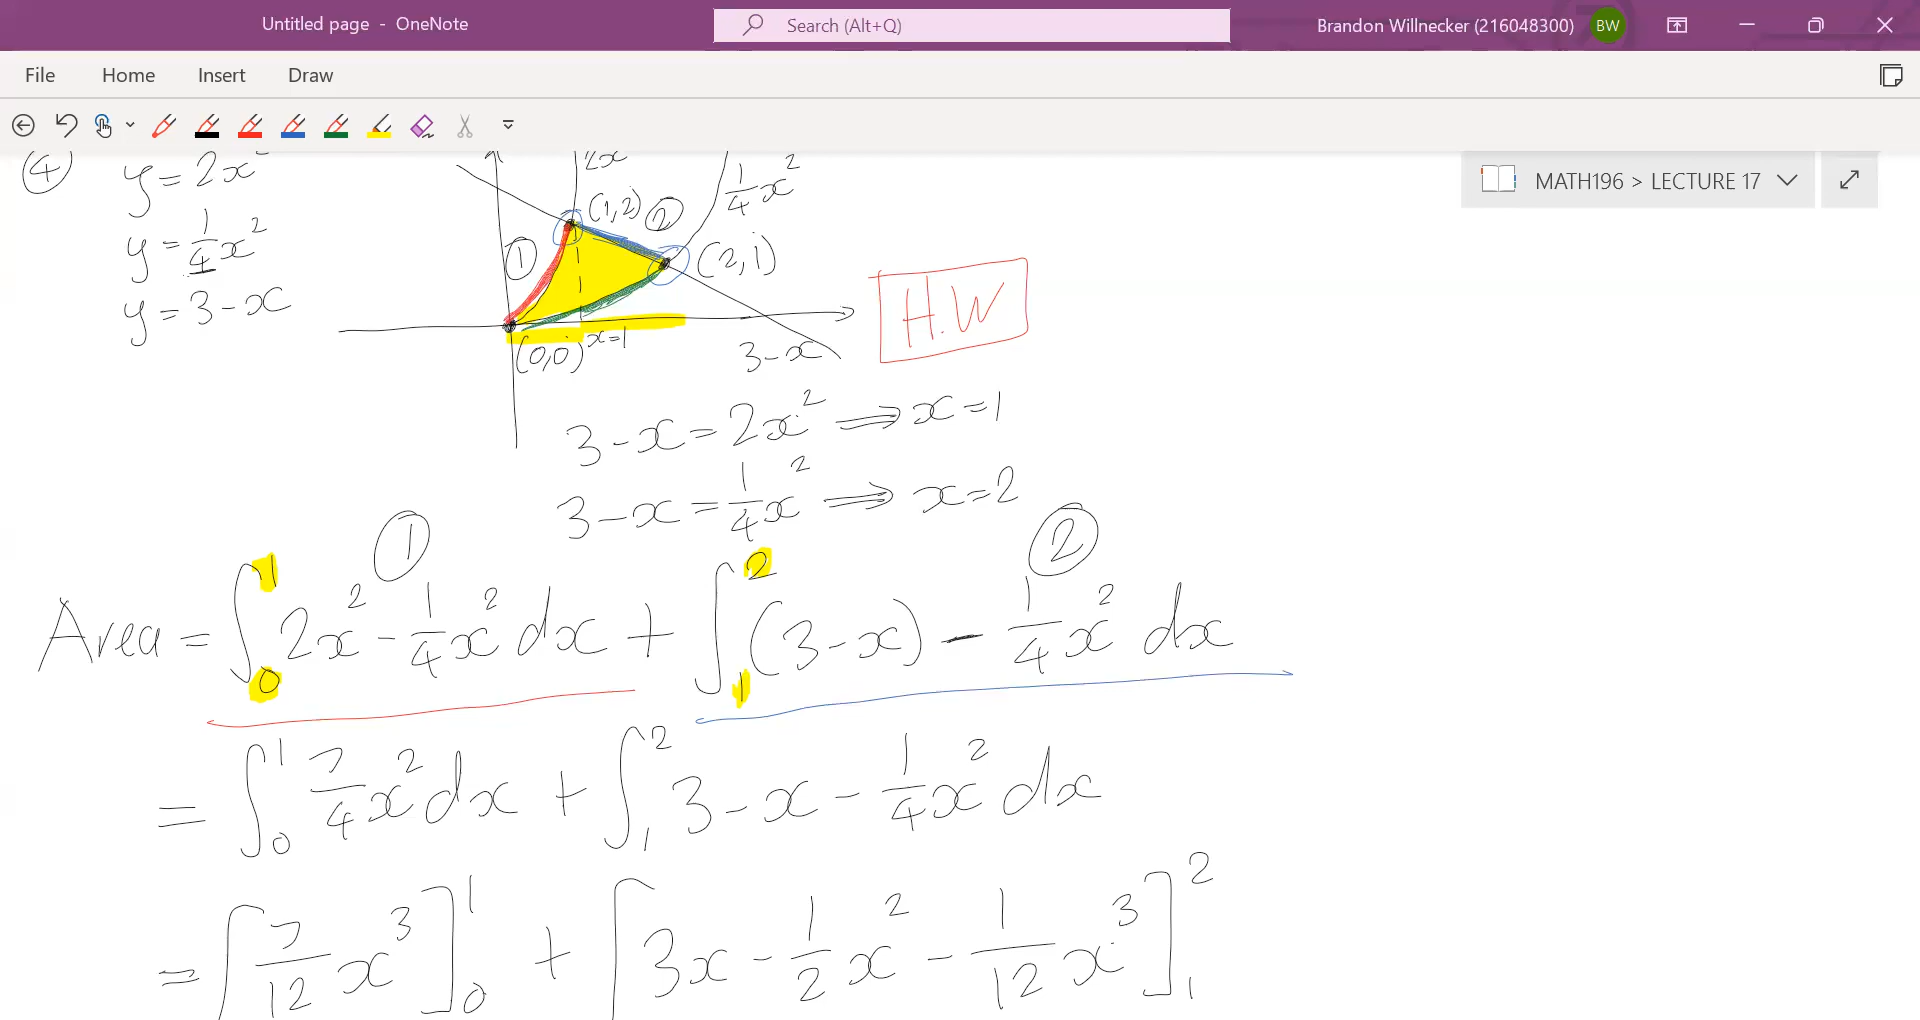 Untitled page - OneNote
Search (Alt+Q)
Brandon Willnecker (216048300)
BW
File Home Insert Draw
MATH196 > LECTURE 17
④ y = 2x²
y = 1/4 x²
y = 3 - x
2x
1/4 x²
(1,2)
②
①
(2,1)
(0,0)
x=1
3-x
H.W
3 - x = 2x² ⟹ x = 1
3 - x = 1/4 x² ⟹ x = 2
① ②
Area = ∫₀¹ 2x² - 1/4 x² dx + ∫₁² (3 - x) - 1/4 x² dx
= ∫₀¹ 7/4 x² dx + ∫₁² 3 - x - 1/4 x² dx
= [7/12 x³]₀¹ + [3x - 1/2 x² - 1/12 x³]₁²